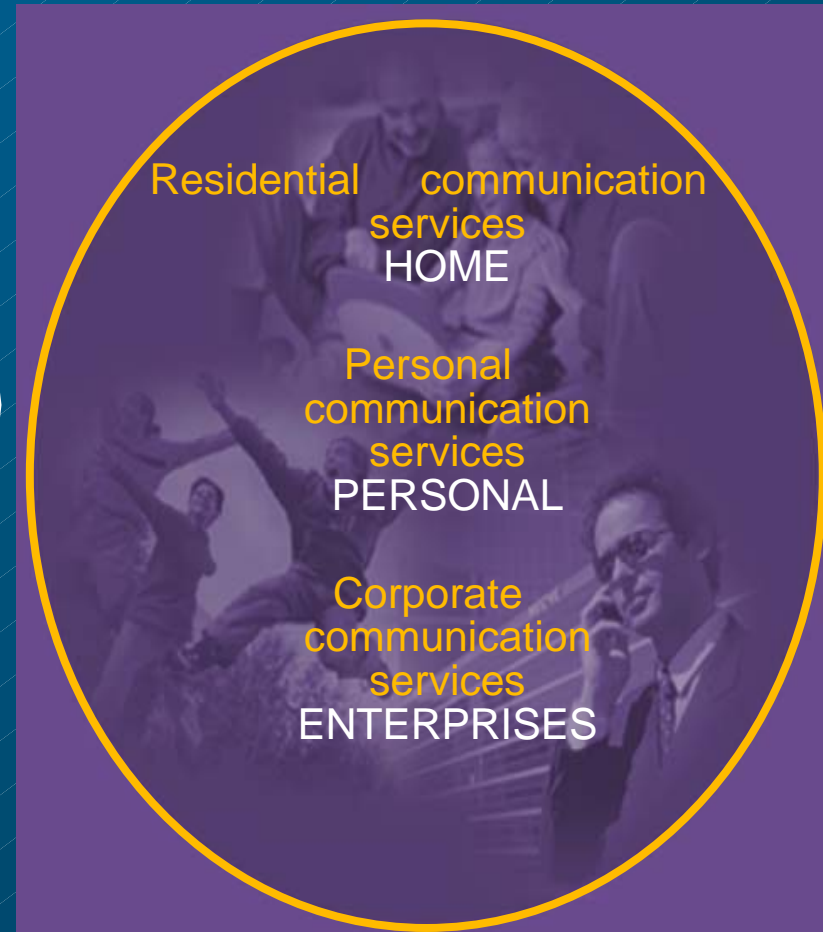 Residential communication
services
HOME
Personal
communication
services
PERSONAL
Corporate
communication
services
ENTERPRISES